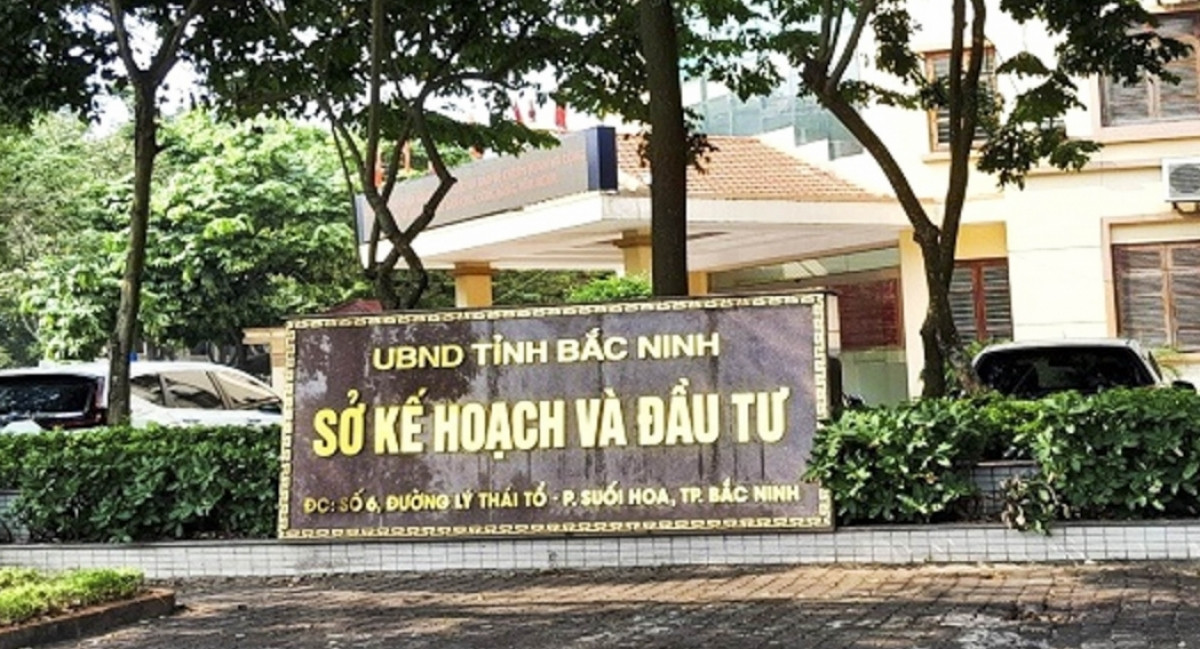 UBND TỈNH BẮC NINH
SỞ KẾ HOẠCH VÀ ĐẦU TƯ
ĐC: SỐ 6, ĐƯỜNG LÝ THÁI TỔ - P. SUỐI HOA, TP. BẮC NINH